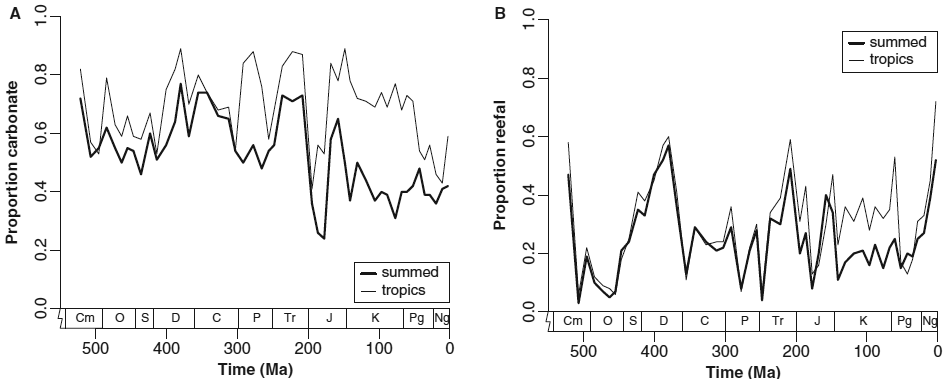 A
Proportion carbonate
1.0
0.8
0.6
0.4
0.2
0.0
summed
tropics
Cm O S D C P Tr J K Pg Ng
500 400 300 200 100 0
Time (Ma)
B
Proportion reefal
1.0
0.8
0.6
0.4
0.2
0.0
summed
tropics
Cm O S D C P Tr J K Pg Ng
500 400 300 200 100 0
Time (Ma)